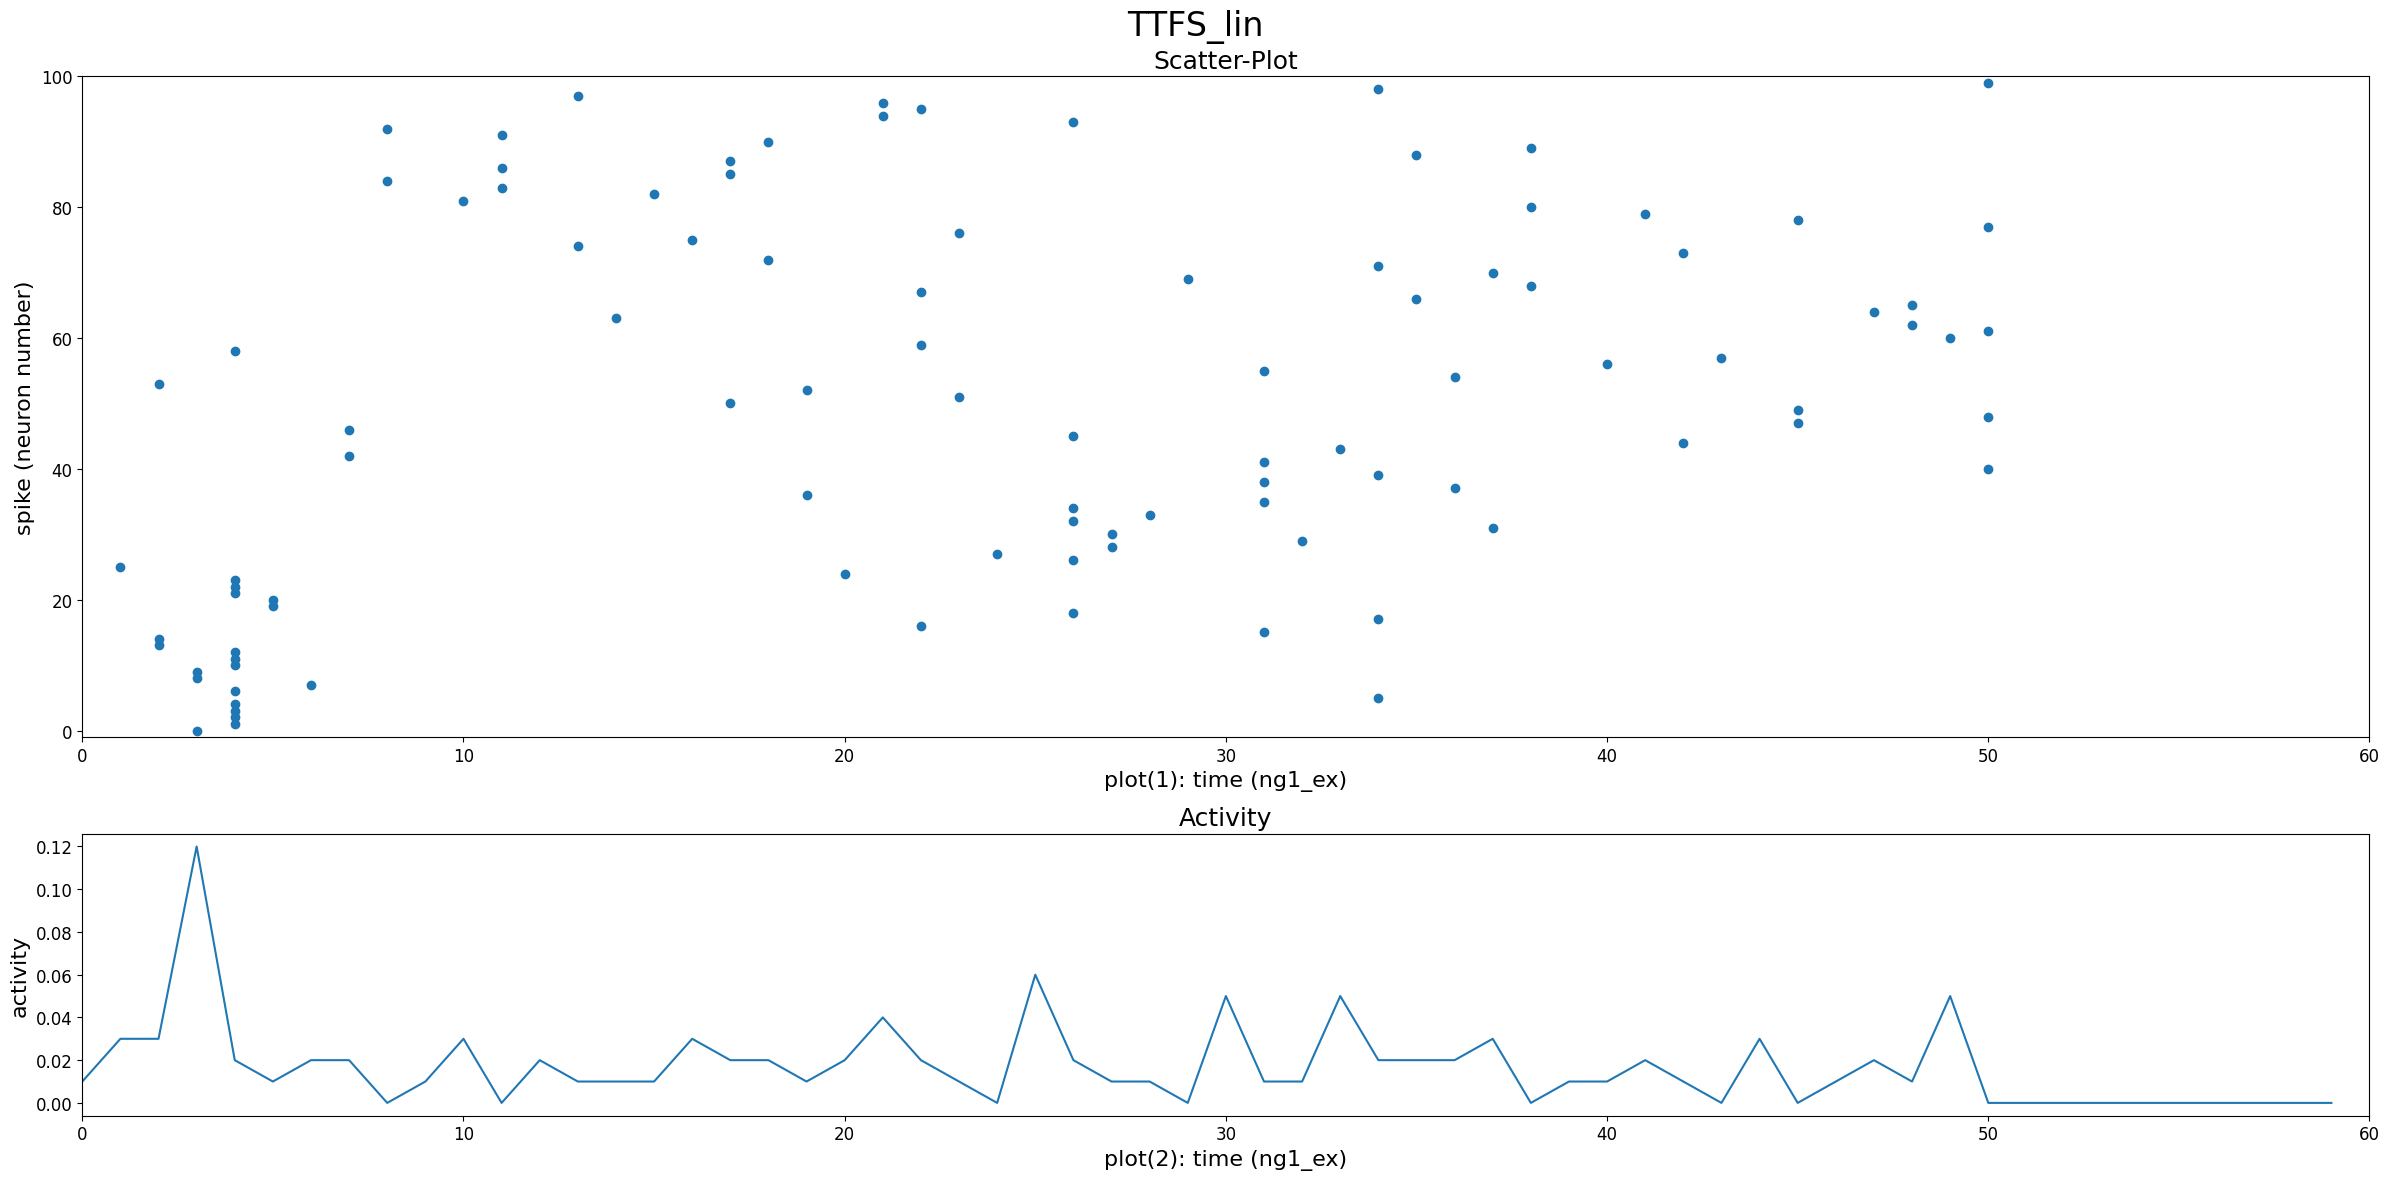 TTFS_lin
Scatter-Plot
100
80
60
40
20
0
spike (neuron number)
0 10 20 30 40 50 60
plot(1): time (ng1_ex)
Activity
0.12
0.10
0.08
0.06
0.04
0.02
0.00
activity
0 10 20 30 40 50 60
plot(2): time (ng1_ex)